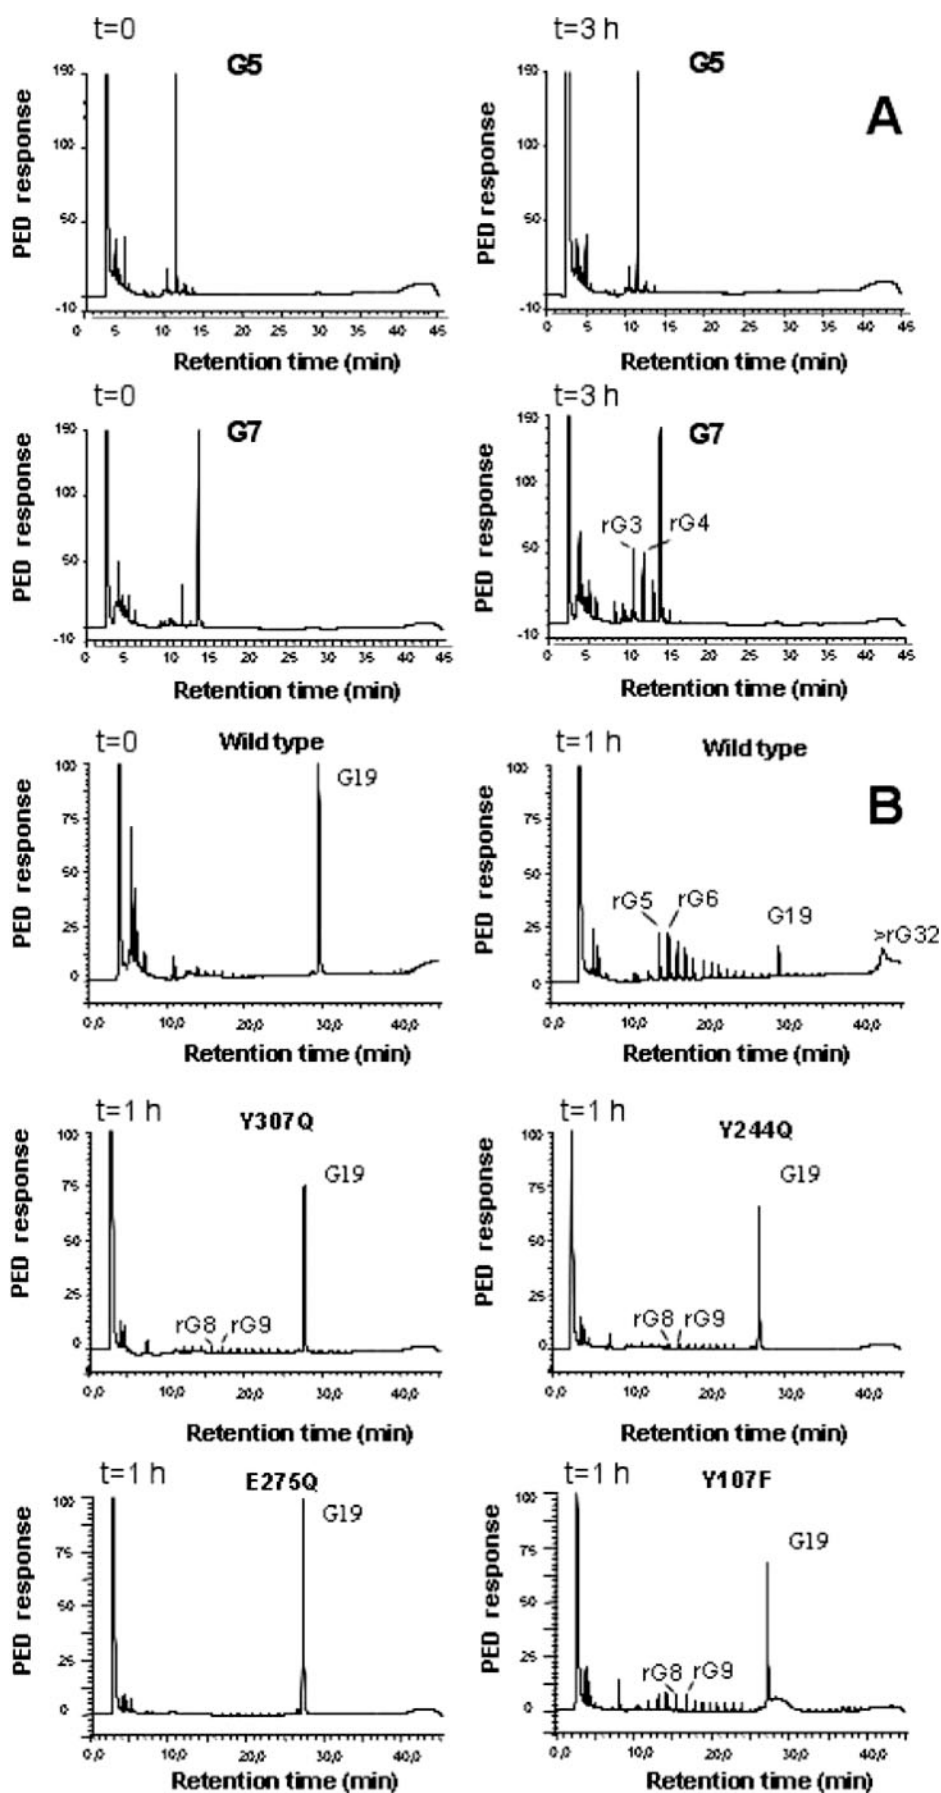 t=0
G5
190
100
50
-10
0 5 10 15 20 25 30 35 40 45
PED response
Retention time (min)
t=3 h
G5
A
190
100
50
-10
0 5 10 15 20 25 30 35 40 45
PED response
Retention time (min)
t=0
G7
190
100
50
-10
0 5 10 15 20 25 30 35 40 45
PED response
Retention time (min)
t=3 h
G7
rG3
rG4
190
100
50
-10
0 5 10 15 20 25 30 35 40 45
PED response
Retention time (min)
t=0
Wild type
G19
100
75
50
25
0
0,0 10,0 20,0 30,0 40,0
PED response
Retention time (min)
t=1 h
Wild type
B
rG5
rG6
G19
>rG32
100
75
50
25
0
0,0 10,0 20,0 30,0 40,0
PED response
Retention time (min)
t=1 h
Y307Q
G19
rG8
rG9
100
75
50
25
0
0,0 10,0 20,0 30,0 40,0
PED response
Retention time (min)
t=1 h
Y244Q
G19
rG8
rG9
100
75
50
25
0
0,0 10,0 20,0 30,0 40,0
PED response
Retention time (min)
t=1 h
E275Q
G19
100
75
50
25
0
0,0 10,0 20,0 30,0 40,0
PED response
Retention time (min)
t=1 h
Y107F
G19
rG8
rG9
100
75
50
25
0
0,0 10,0 20,0 30,0 40,0
PED response
Retention time (min)